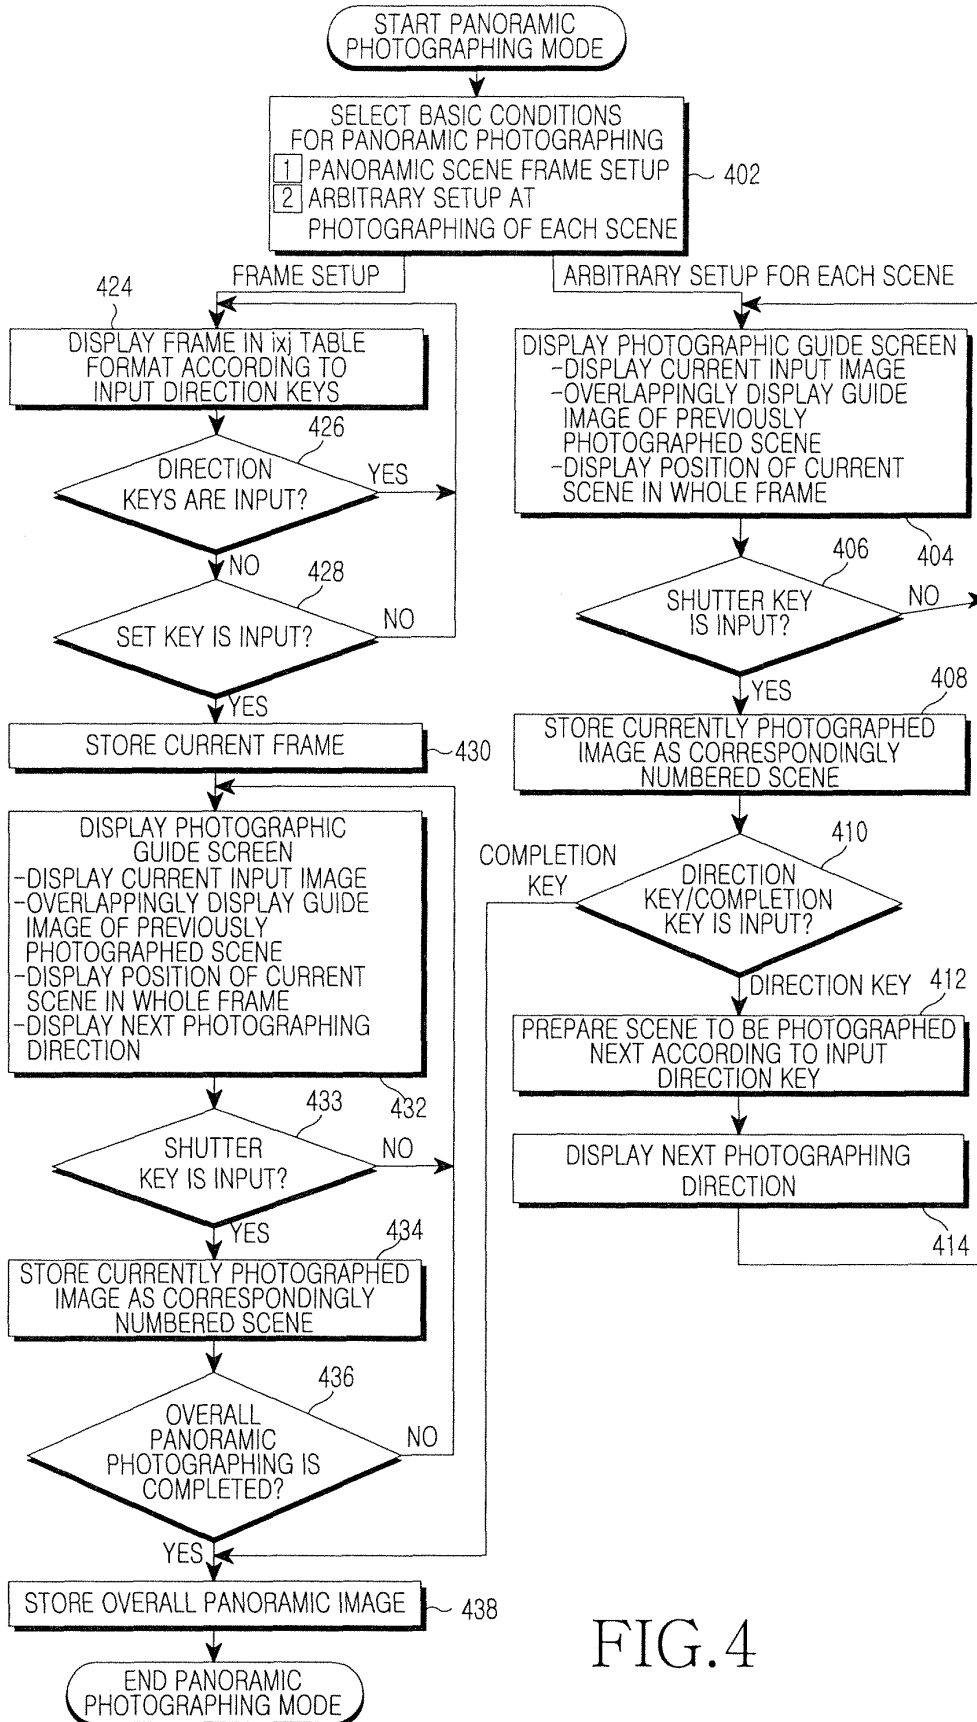 START PANORAMIC
PHOTOGRAPHING MODE
SELECT BASIC CONDITIONS
FOR PANORAMIC PHOTOGRAPHING
1 PANORAMIC SCENE FRAME SETUP
2 ARBITRARY SETUP AT
PHOTOGRAPHING OF EACH SCENE
402
FRAME SETUP
424
DISPLAY FRAME IN ixj TABLE
FORMAT ACCORDING TO
INPUT DIRECTION KEYS
426
DIRECTION
KEYS ARE INPUT?
YES
NO
428
SET KEY IS INPUT?
NO
YES
STORE CURRENT FRAME
430
DISPLAY PHOTOGRAPHIC
GUIDE SCREEN
-DISPLAY CURRENT INPUT IMAGE
-OVERLAPPINGLY DISPLAY GUIDE
IMAGE OF PREVIOUSLY
PHOTOGRAPHED SCENE
-DISPLAY POSITION OF CURRENT
SCENE IN WHOLE FRAME
-DISPLAY NEXT PHOTOGRAPHING
DIRECTION
432
433
SHUTTER
KEY IS INPUT?
NO
YES
434
STORE CURRENTLY PHOTOGRAPHED
IMAGE AS CORRESPONDINGLY
NUMBERED SCENE
436
OVERALL
PANORAMIC
PHOTOGRAPHING IS
COMPLETED?
NO
YES
STORE OVERALL PANORAMIC IMAGE
438
END PANORAMIC
PHOTOGRAPHING MODE
ARBITRARY SETUP FOR EACH SCENE
DISPLAY PHOTOGRAPHIC GUIDE SCREEN
-DISPLAY CURRENT INPUT IMAGE
-OVERLAPPINGLY DISPLAY GUIDE
IMAGE OF PREVIOUSLY
PHOTOGRAPHED SCENE
-DISPLAY POSITION OF CURRENT
SCENE IN WHOLE FRAME
404
406
SHUTTER KEY
IS INPUT?
NO
YES
408
STORE CURRENTLY PHOTOGRAPHED
IMAGE AS CORRESPONDINGLY
NUMBERED SCENE
410
COMPLETION
KEY
DIRECTION
KEY/COMPLETION
KEY IS INPUT?
DIRECTION KEY
412
PREPARE SCENE TO BE PHOTOGRAPHED
NEXT ACCORDING TO INPUT
DIRECTION KEY
DISPLAY NEXT PHOTOGRAPHING
DIRECTION
414
FIG.4